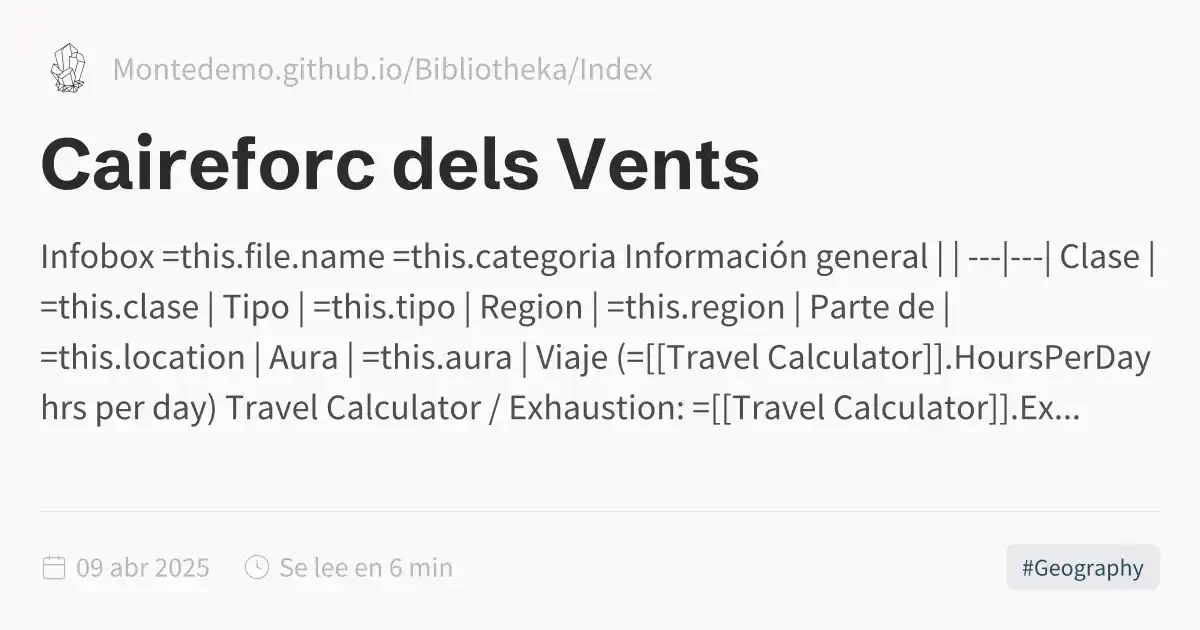 Montedemo.github.io/Bibliotheka/Index
Caireforc dels Vents
Infobox =this.file.name =this.categoria Información general | | ---|---| Clase |
=this.clase | Tipo | =this.tipo | Region | =this.region | Parte de |
=this.location | Aura | =this.aura | Viaje (=[[Travel Calculator]].HoursPerDay
hrs per day) Travel Calculator / Exhaustion: =[[Travel Calculator]].Ex...
09 abr 2025 Se lee en 6 min #Geography